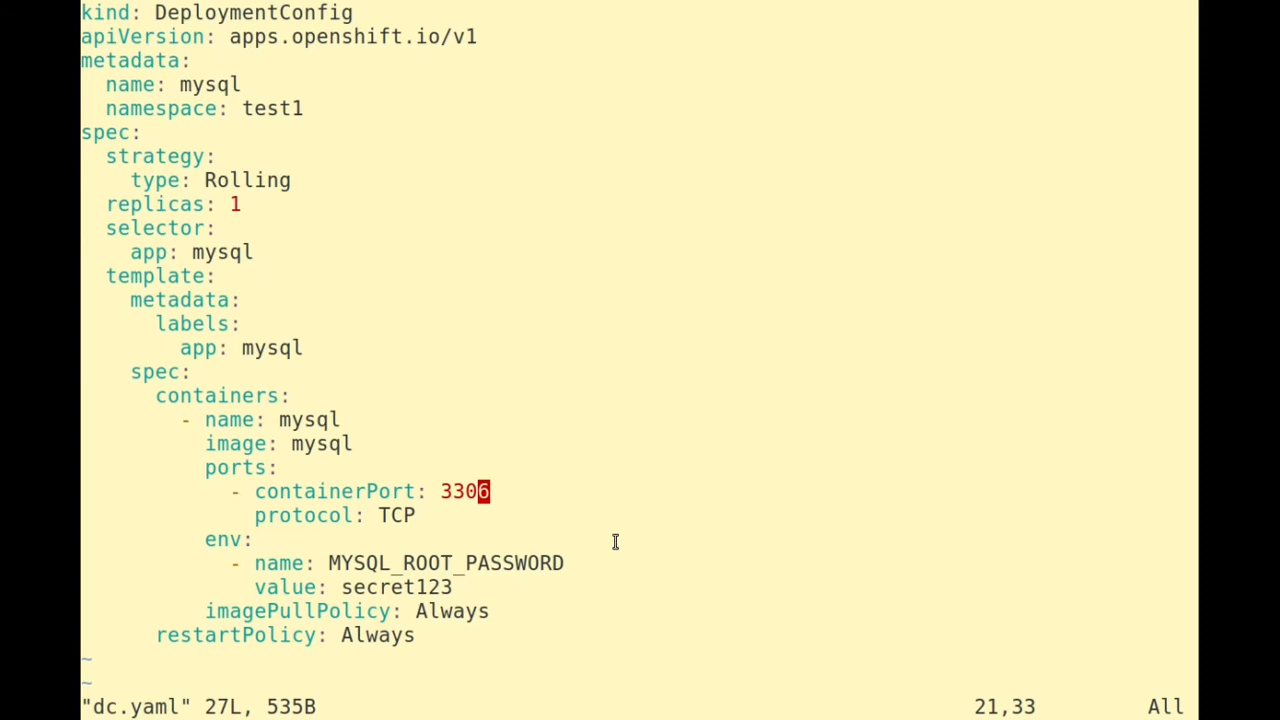 kind: DeploymentConfig
apiVersion: apps.openshift.io/v1
metadata:
  name: mysql
  namespace: test1
spec:
  strategy:
    type: Rolling
  replicas: 1
  selector:
    app: mysql
  template:
    metadata:
      labels:
        app: mysql
    spec:
      containers:
        - name: mysql
          image: mysql
          ports:
            - containerPort: 3306
              protocol: TCP
          env:
            - name: MYSQL_ROOT_PASSWORD
              value: secret123
          imagePullPolicy: Always
      restartPolicy: Always
~
~
"dc.yaml" 27L, 535B 21,33 All